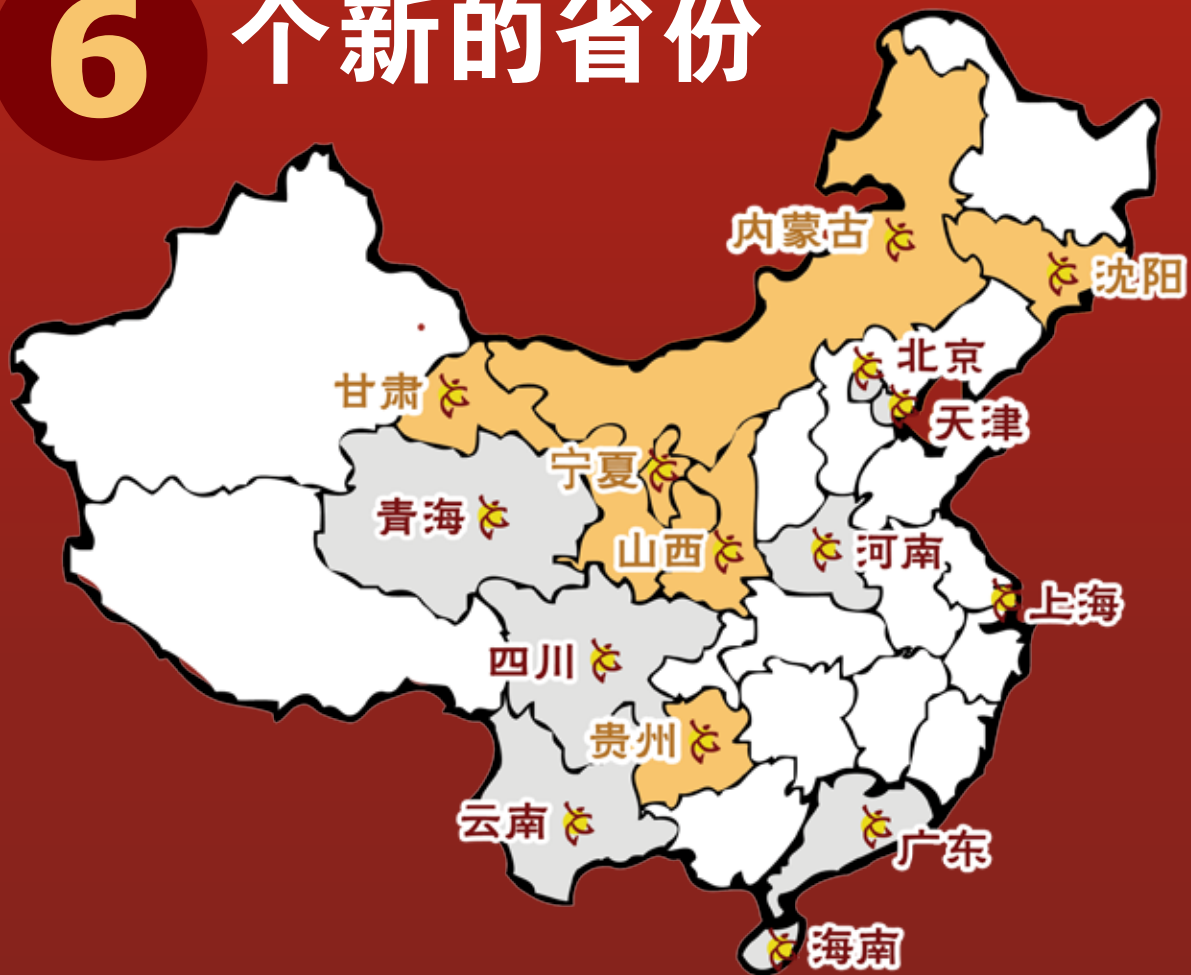 6
个新的省份
内蒙古
沈阳
北京
甘肃
天津
宁夏
青海
山西
河南
上海
四川
贵州
云南
广东
海南